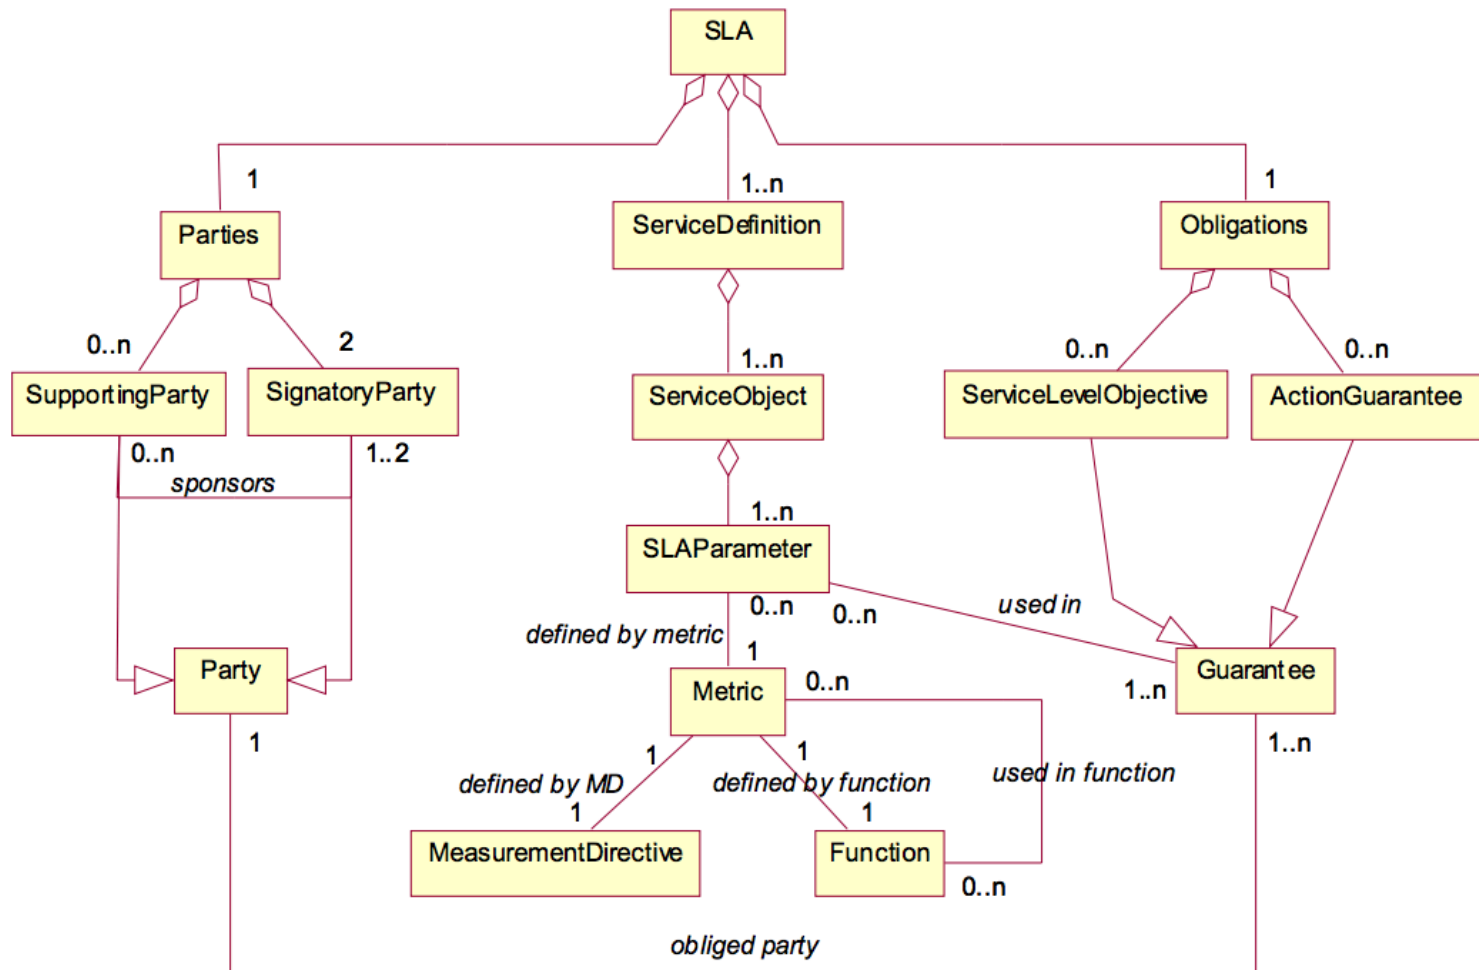 SLA
1
1..n
1
Parties
ServiceDefinition
Obligations
0..n
2
1..n
0..n
0..n
SupportingParty
SignatoryParty
ServiceObject
ServiceLevelObjective
ActionGuarantee
0..n
1..2
sponsors
1..n
SLAParameter
0..n
0..n
used in
defined by metric
1
Party
Metric
0..n
Guarantee
1..n
1
1
1
1..n
defined by MD
defined by function
used in function
1
1
MeasurementDirective
Function
0..n
obliged party